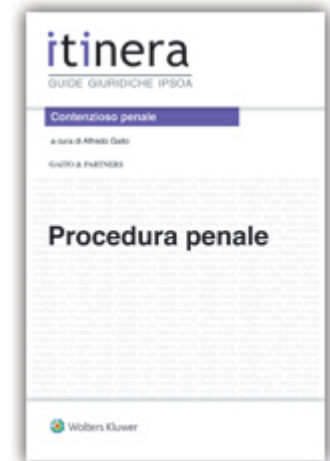 itinera
GUIDE GIURIDICHE IPSOA
Contenzioso penale
a cura di Alfredo Gaito
GAITO & PARTNERS
Procedura penale
Wolters Kluwer